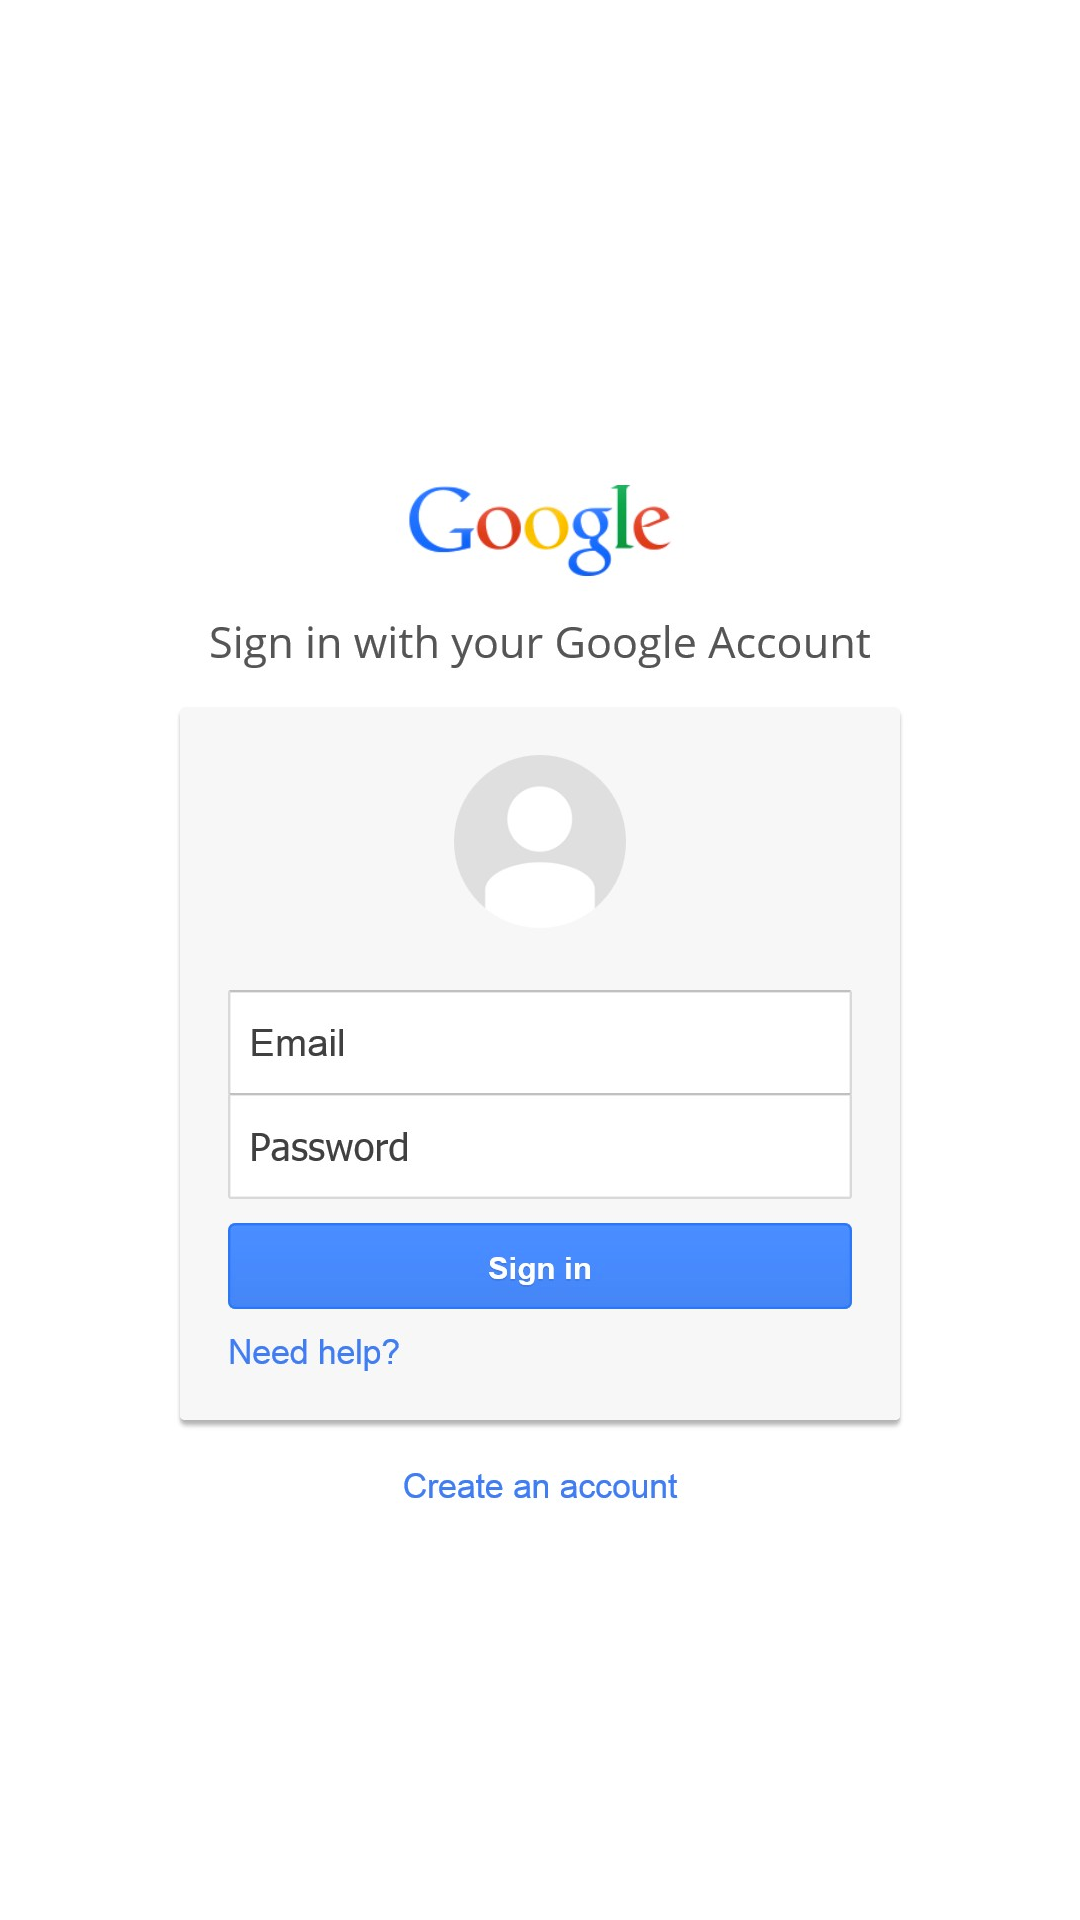 Google
Sign in with your Google Account
Email
Password
Sign in
Need help?
Create an account